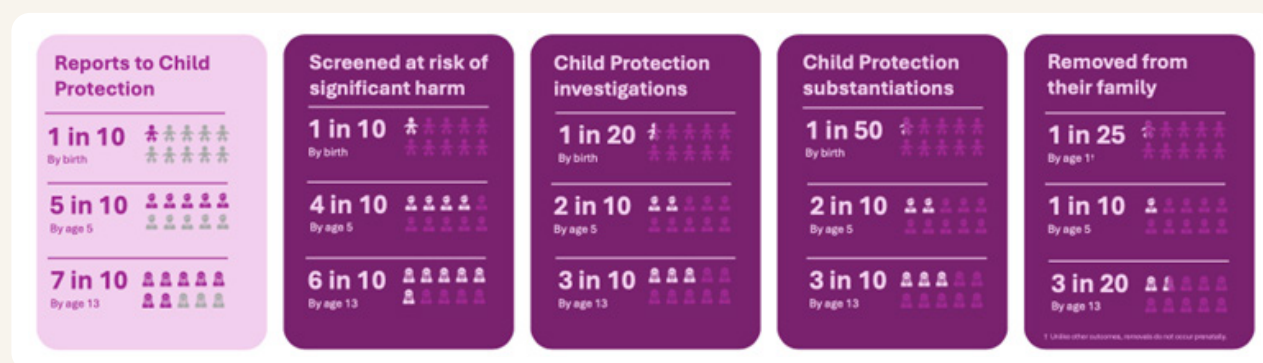 Reports to Child
Protection
1 in 10
By birth
5 in 10
By age 5
7 in 10
By age 13
Screened at risk of
significant harm
1 in 10
By birth
4 in 10
By age 5
6 in 10
By age 13
Child Protection
investigations
1 in 20
By birth
2 in 10
By age 5
3 in 10
By age 13
Child Protection
substantiations
1 in 50
By birth
2 in 10
By age 5
3 in 10
By age 13
Removed from
their family
1 in 25
By age 1†
1 in 10
By age 5
3 in 20
By age 13
† Unlike other outcomes, removals do not occur prenatally.